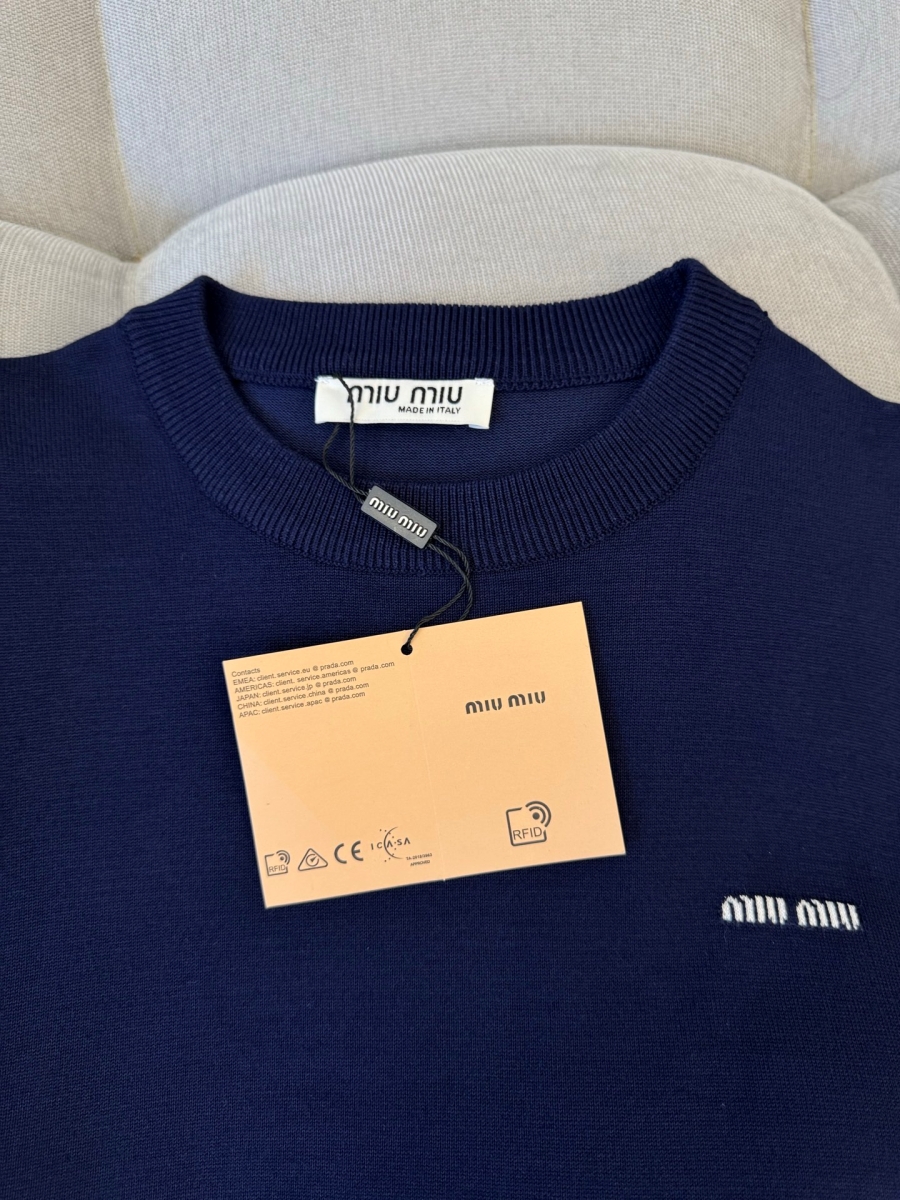 MIU MIU
MADE IN ITALY
MIU MIU
Contacts
EMEA: client.service.eu @ prada.com
AMERICAS: client. service.americas @ prada.com
JAPAN: client.service.jp @ prada.com
CHINA: client.service.china @ prada.com
APAC: client.service.apac @ prada.com
MIU MIU
RFID
RFID
CE
ICASA
APPROVED
MIU MIU